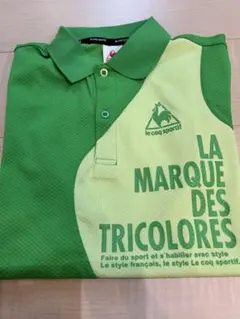 le coq sportif
LA
MARQUE
DES
TRICOLORES
Faire du sport et s'habiller avec style
Le style français, le style Le coq sportif.